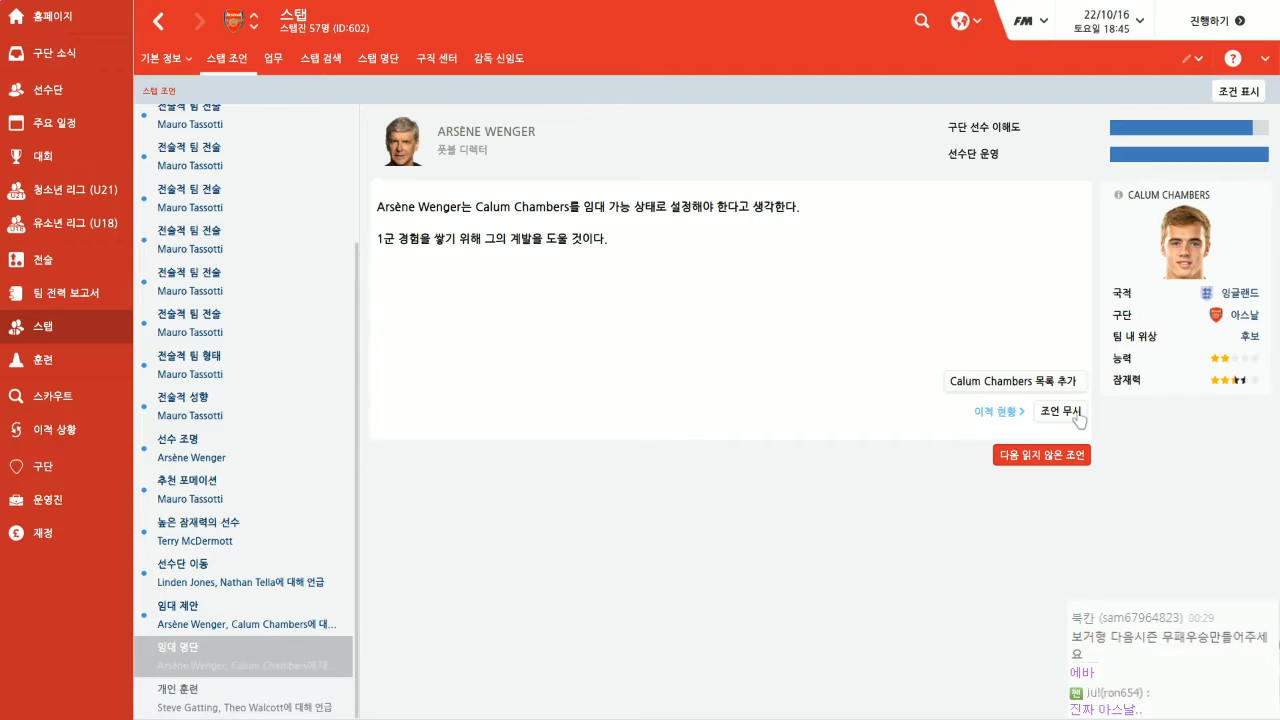 홈페이지
구단 소식
선수단
주요 일정
대회
청소년 리그 (U21)
유소년 리그 (U18)
전술
팀 전력 보고서
스탭
훈련
스카우트
이적 상황
구단
운영진
재정
스탭
스탭진 57명 (ID:602)
FM
22/10/16
토요일 18:45
진행하기
기본 정보
스탭 조언
업무
스탭 검색
스탭 명단
구직 센터
감독 신임도
스탭 조언
조건 표시
전술적 팀 전술
Mauro Tassotti
전술적 팀 전술
Mauro Tassotti
전술적 팀 전술
Mauro Tassotti
전술적 팀 전술
Mauro Tassotti
전술적 팀 전술
Mauro Tassotti
전술적 팀 전술
Mauro Tassotti
전술적 팀 형태
Mauro Tassotti
전술적 성향
Mauro Tassotti
선수 조명
Arsène Wenger
추천 포메이션
Mauro Tassotti
높은 잠재력의 선수
Terry McDermott
선수단 이동
Linden Jones, Nathan Tella에 대해 언급
임대 제안
Arsène Wenger, Calum Chambers에 대...
임대 명단
Arsène Wenger, Calum Chambers에 대...
개인 훈련
Steve Gatting, Theo Walcott에 대해 언급
ARSÈNE WENGER
풋볼 디렉터
구단 선수 이해도
선수단 운영
Arsène Wenger는 Calum Chambers를 임대 가능 상태로 설정해야 한다고 생각한다.
1군 경험을 쌓기 위해 그의 계발을 도울 것이다.
Calum Chambers 목록 추가
이적 현황
조언 무시
다음 읽지 않은 조언
CALUM CHAMBERS
국적
잉글랜드
구단
아스날
팀 내 위상
후보
능력
잠재력
북칸 (sam67964823) 00:29
보거형 다음시즌 무패우승만들어주세
요
에바
팬 ju!(ron654) :
진짜 아스날..